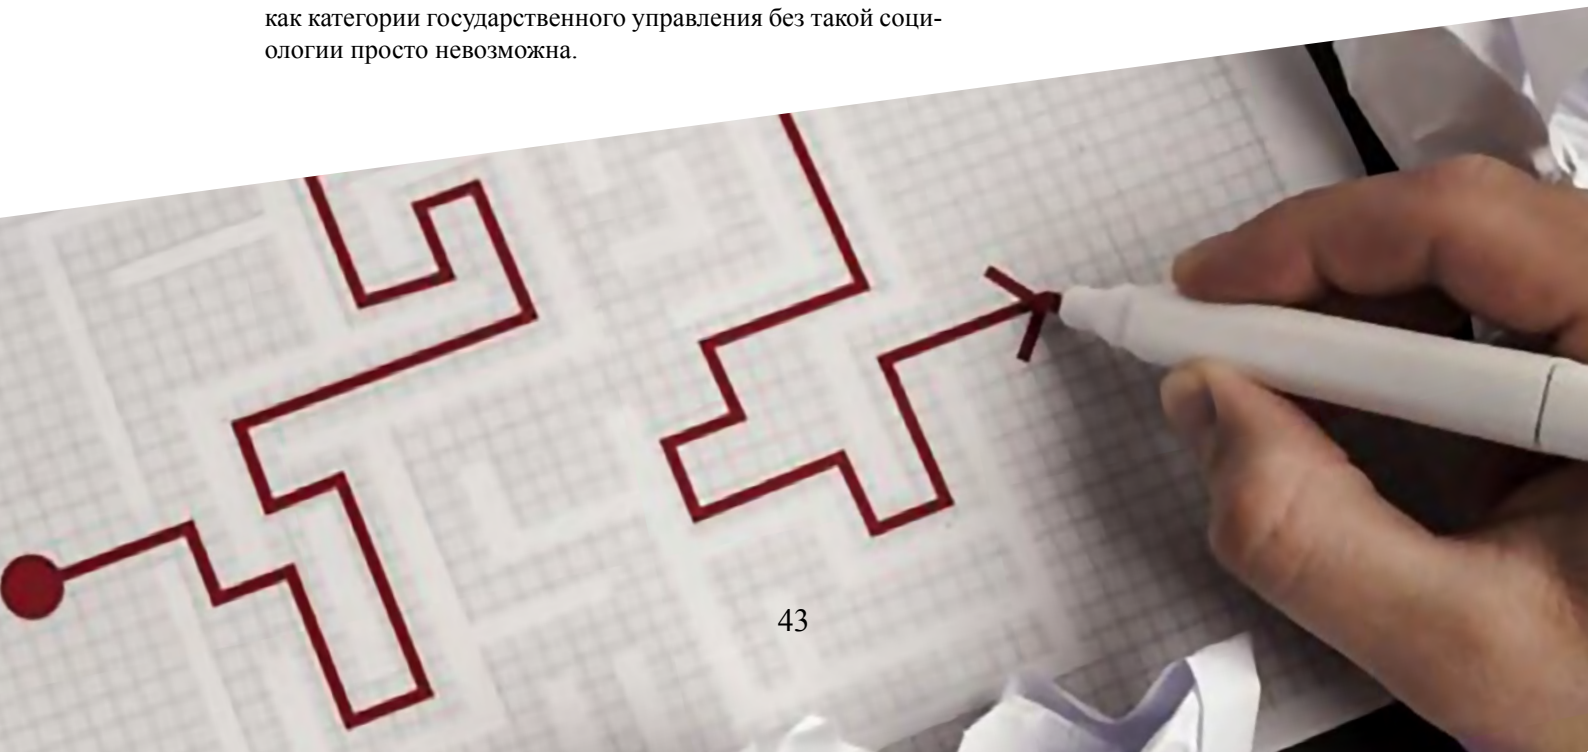 как категории государственного управления без такой соци-
ологии просто невозможна.
43